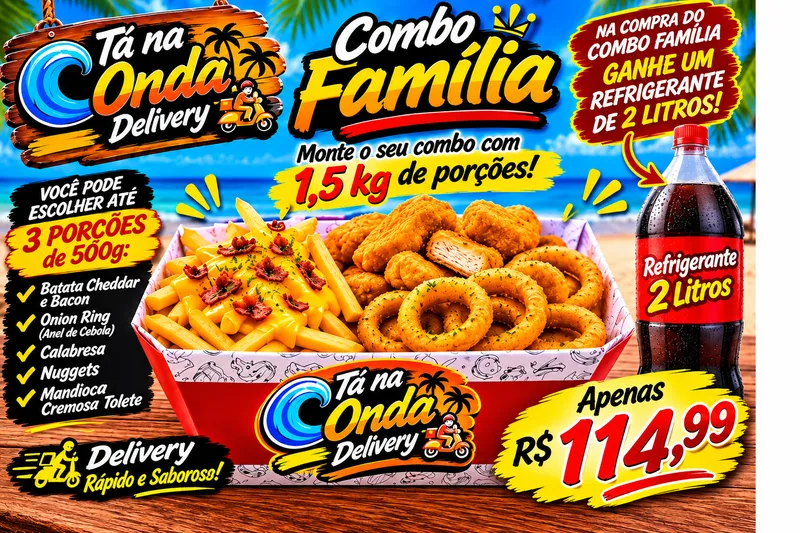 Tá na
Onda
Delivery
Combo
Família
Monte o seu combo com
1,5 kg de porções!
NA COMPRA DO
COMBO FAMÍLIA
GANHE UM
REFRIGERANTE
DE 2 LITROS!
VOCÊ PODE
ESCOLHER ATÉ
3 PORÇÕES
de 500g:
Batata Cheddar
e Bacon
Onion Ring
(Anel de Cebola)
Calabresa
Nuggets
Mandioca
Cremosa Tolete
Refrigerante
2 Litros
Tá na
Onda
Delivery
Delivery
Rápido e Saboroso!
Apenas
R$ 114,99